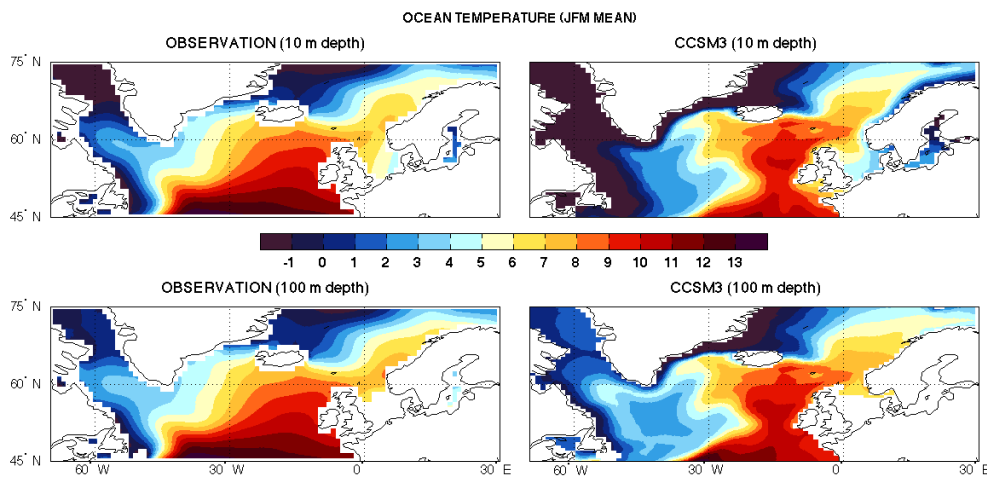 OCEAN TEMPERATURE (JFM MEAN)
OBSERVATION (10 m depth)
CCSM3 (10 m depth)
75° N
60° N
45° N
-1 0 1 2 3 4 5 6 7 8 9 10 11 12 13
OBSERVATION (100 m depth)
CCSM3 (100 m depth)
75° N
60° N
45° N
60° W 30° W 0° 30° E
60° W 30° W 0° 30° E